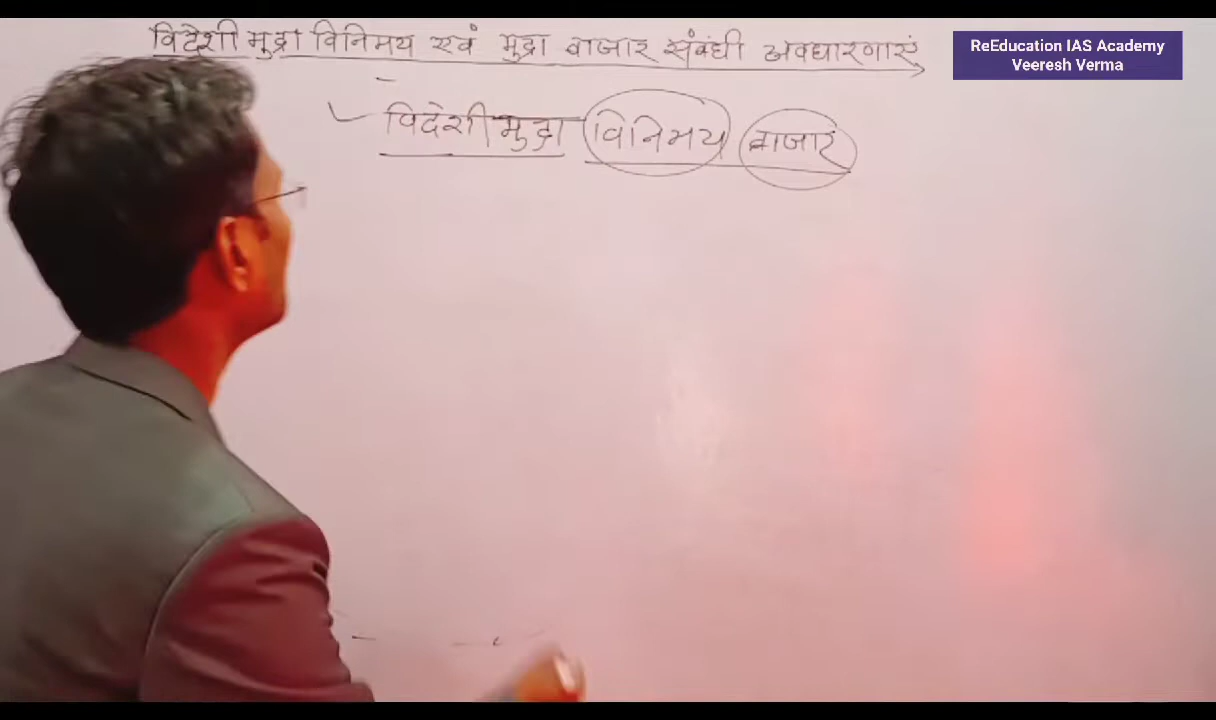 विदेशी मुद्रा विनिमय एवं मुद्रा बाजार संबंधी अवधारणाएं
ReEducation IAS Academy
Veeresh Verma
विदेशी मुद्रा विनिमय बाजार